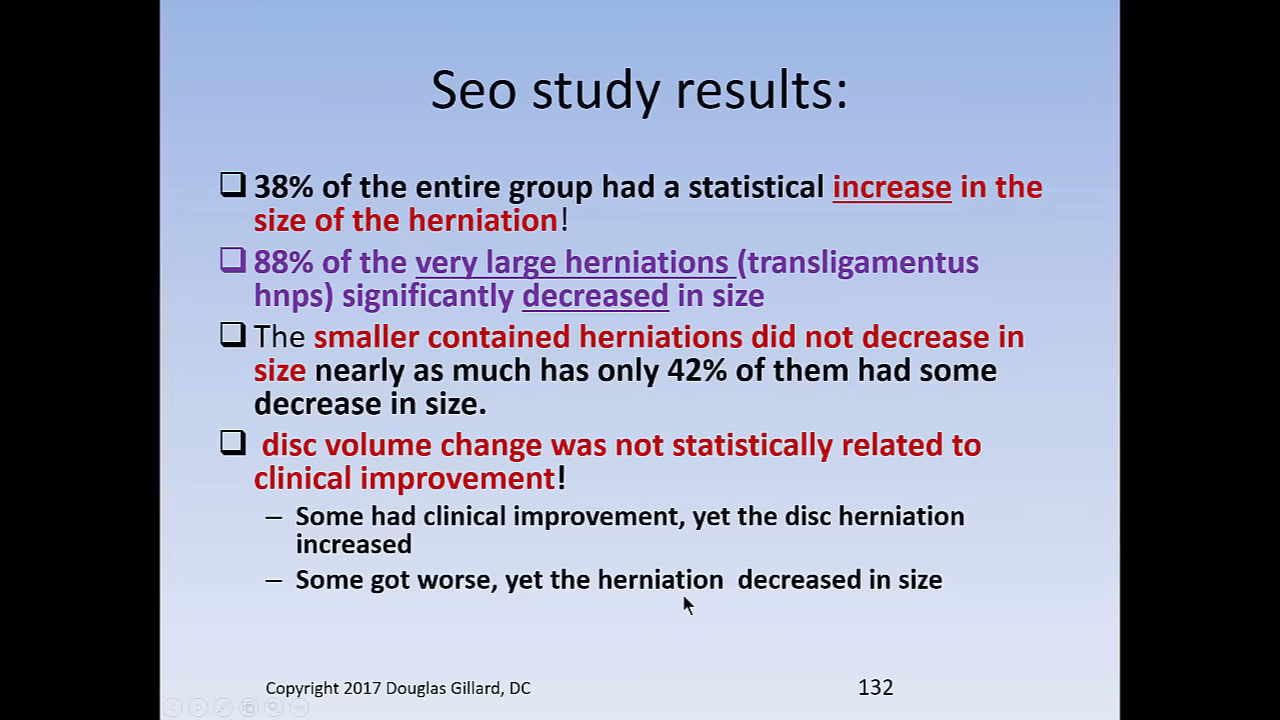 Seo study results:
38% of the entire group had a statistical increase in the
size of the herniation!
88% of the very large herniations (transligamentus
hnps) significantly decreased in size
The smaller contained herniations did not decrease in
size nearly as much has only 42% of them had some
decrease in size.
disc volume change was not statistically related to
clinical improvement!
– Some had clinical improvement, yet the disc herniation
increased
– Some got worse, yet the herniation decreased in size
Copyright 2017 Douglas Gillard, DC
132